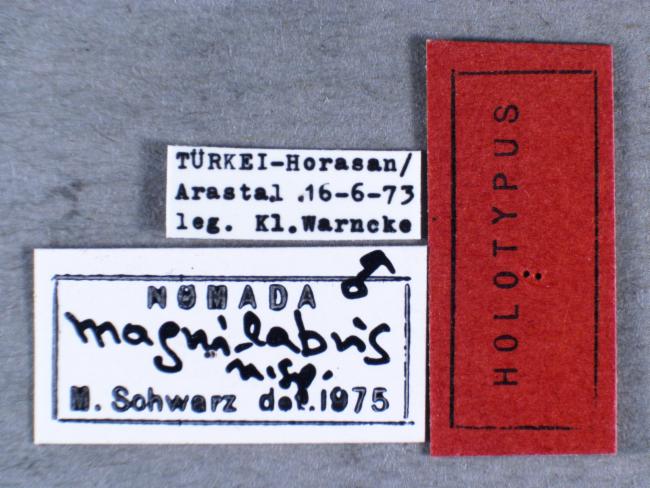 TÜRKEI-Horasan/
Arastal .16-6-73
leg. Kl.Warncke
NOMADA ♂
magnilabris
n.sp.
M. Schwarz det.1975
HOLOTYPUS